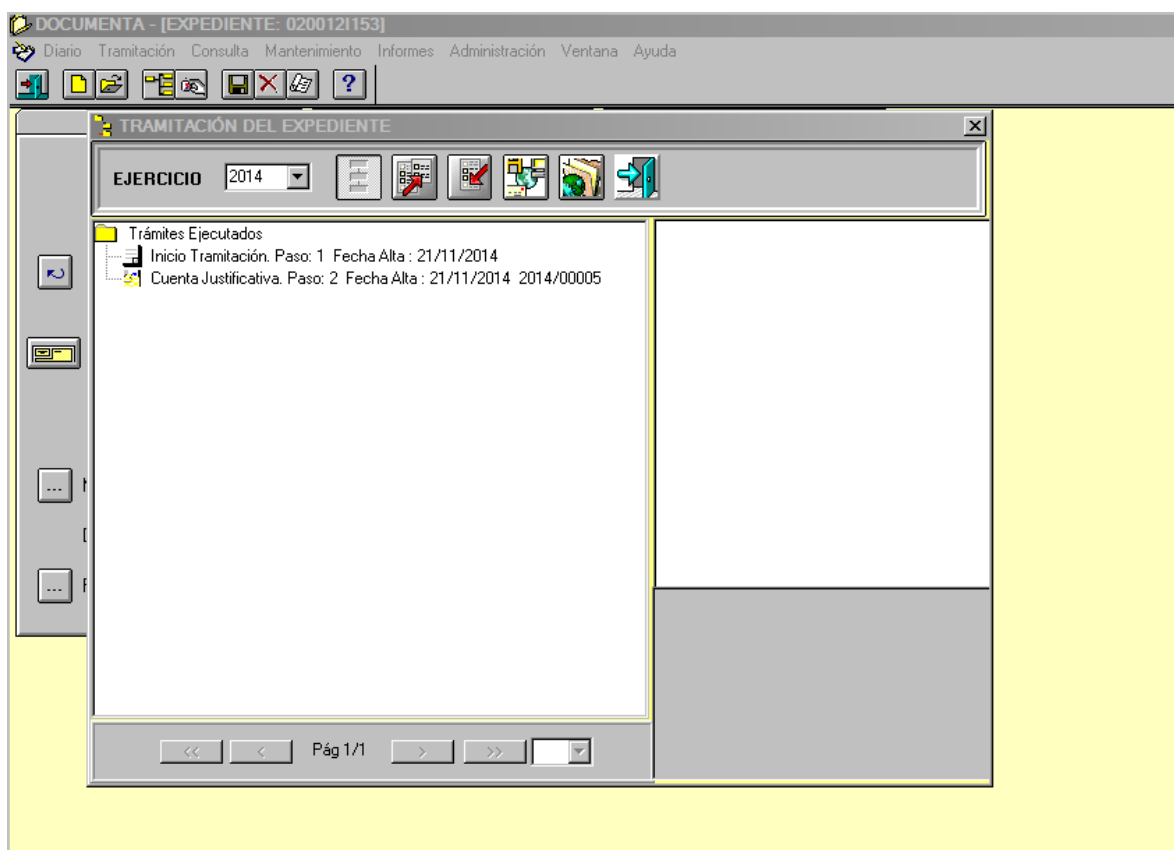 DOCUMENTA - [EXPEDIENTE: 020012I153]
Diario Tramitación Consulta Mantenimiento Informes Administración Ventana Ayuda
?
TRAMITACIÓN DEL EXPEDIENTE
EJERCICIO 2014
Trámites Ejecutados
Inicio Tramitación. Paso: 1 Fecha Alta : 21/11/2014
Cuenta Justificativa. Paso: 2 Fecha Alta : 21/11/2014 2014/00005
...
...
<< < Pág 1/1 > >>